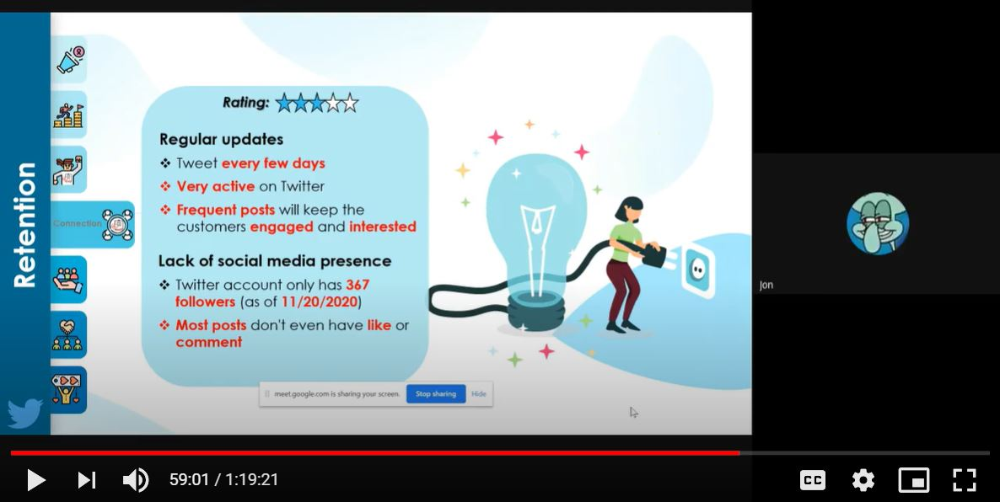 Retention
Connection
Rating:
Regular updates
❖ Tweet every few days
❖ Very active on Twitter
❖ Frequent posts will keep the
customers engaged and interested
Lack of social media presence
❖ Twitter account only has 367
followers (as of 11/20/2020)
❖ Most posts don't even have like or
comment
meet.google.com is sharing your screen.
Stop sharing
Hide
Jon
59:01 / 1:19:21
CC